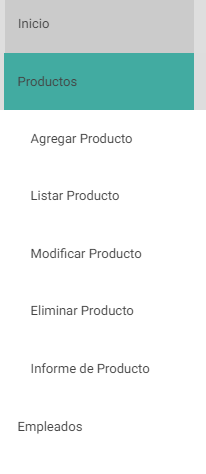 Inicio
Productos
Agregar Producto
Listar Producto
Modificar Producto
Eliminar Producto
Informe de Producto
Empleados